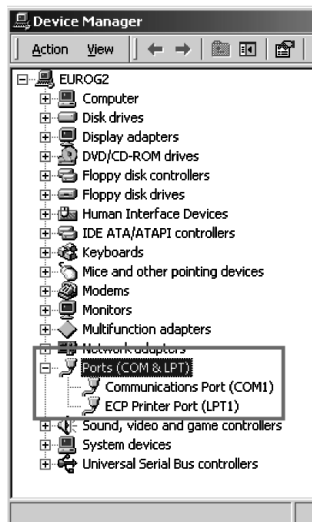 Device Manager
Action View
EUROG2
Computer
Disk drives
Display adapters
DVD/CD-ROM drives
Floppy disk controllers
Floppy disk drives
Human Interface Devices
IDE ATA/ATAPI controllers
Keyboards
Mice and other pointing devices
Modems
Monitors
Multifunction adapters
Network adapters
Ports (COM & LPT)
Communications Port (COM1)
ECP Printer Port (LPT1)
Sound, video and game controllers
System devices
Universal Serial Bus controllers